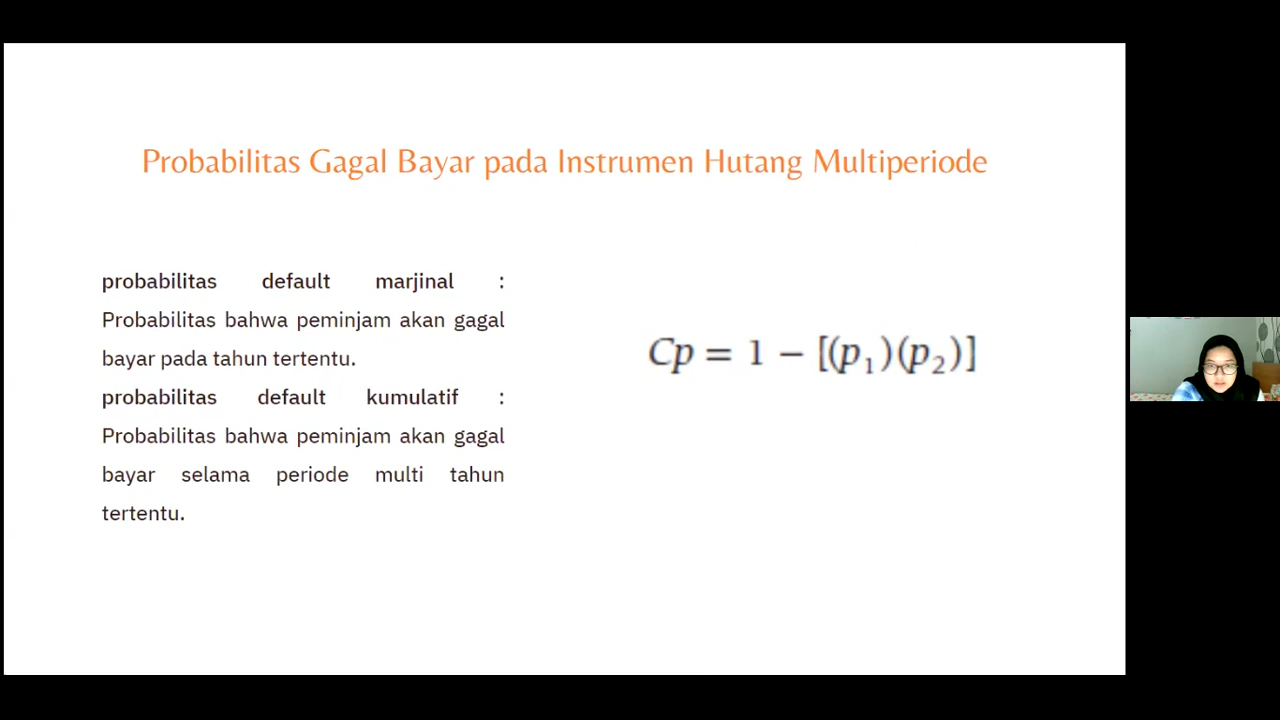 Probabilitas Gagal Bayar pada Instrumen Hutang Multiperiode
probabilitas default marjinal :
Probabilitas bahwa peminjam akan gagal
bayar pada tahun tertentu.
probabilitas default kumulatif :
Probabilitas bahwa peminjam akan gagal
bayar selama periode multi tahun
tertentu.
Cp = 1 − [(p₁)(p₂)]